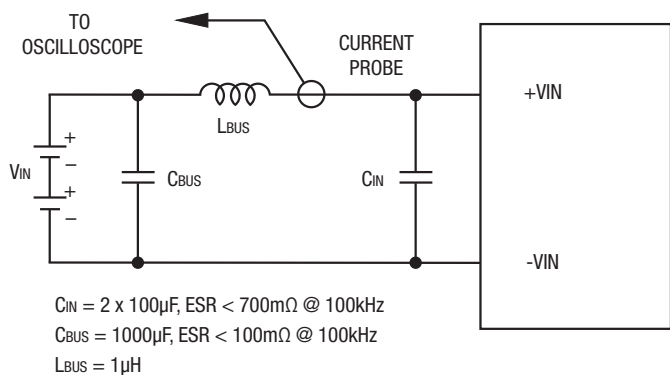 TO
OSCILLOSCOPE
CURRENT
PROBE
+VIN
LBUS
+
−
VIN
+
−
CBUS
CIN
-VIN
CIN = 2 x 100µF, ESR < 700mΩ @ 100kHz
CBUS = 1000µF, ESR < 100mΩ @ 100kHz
LBUS = 1µH